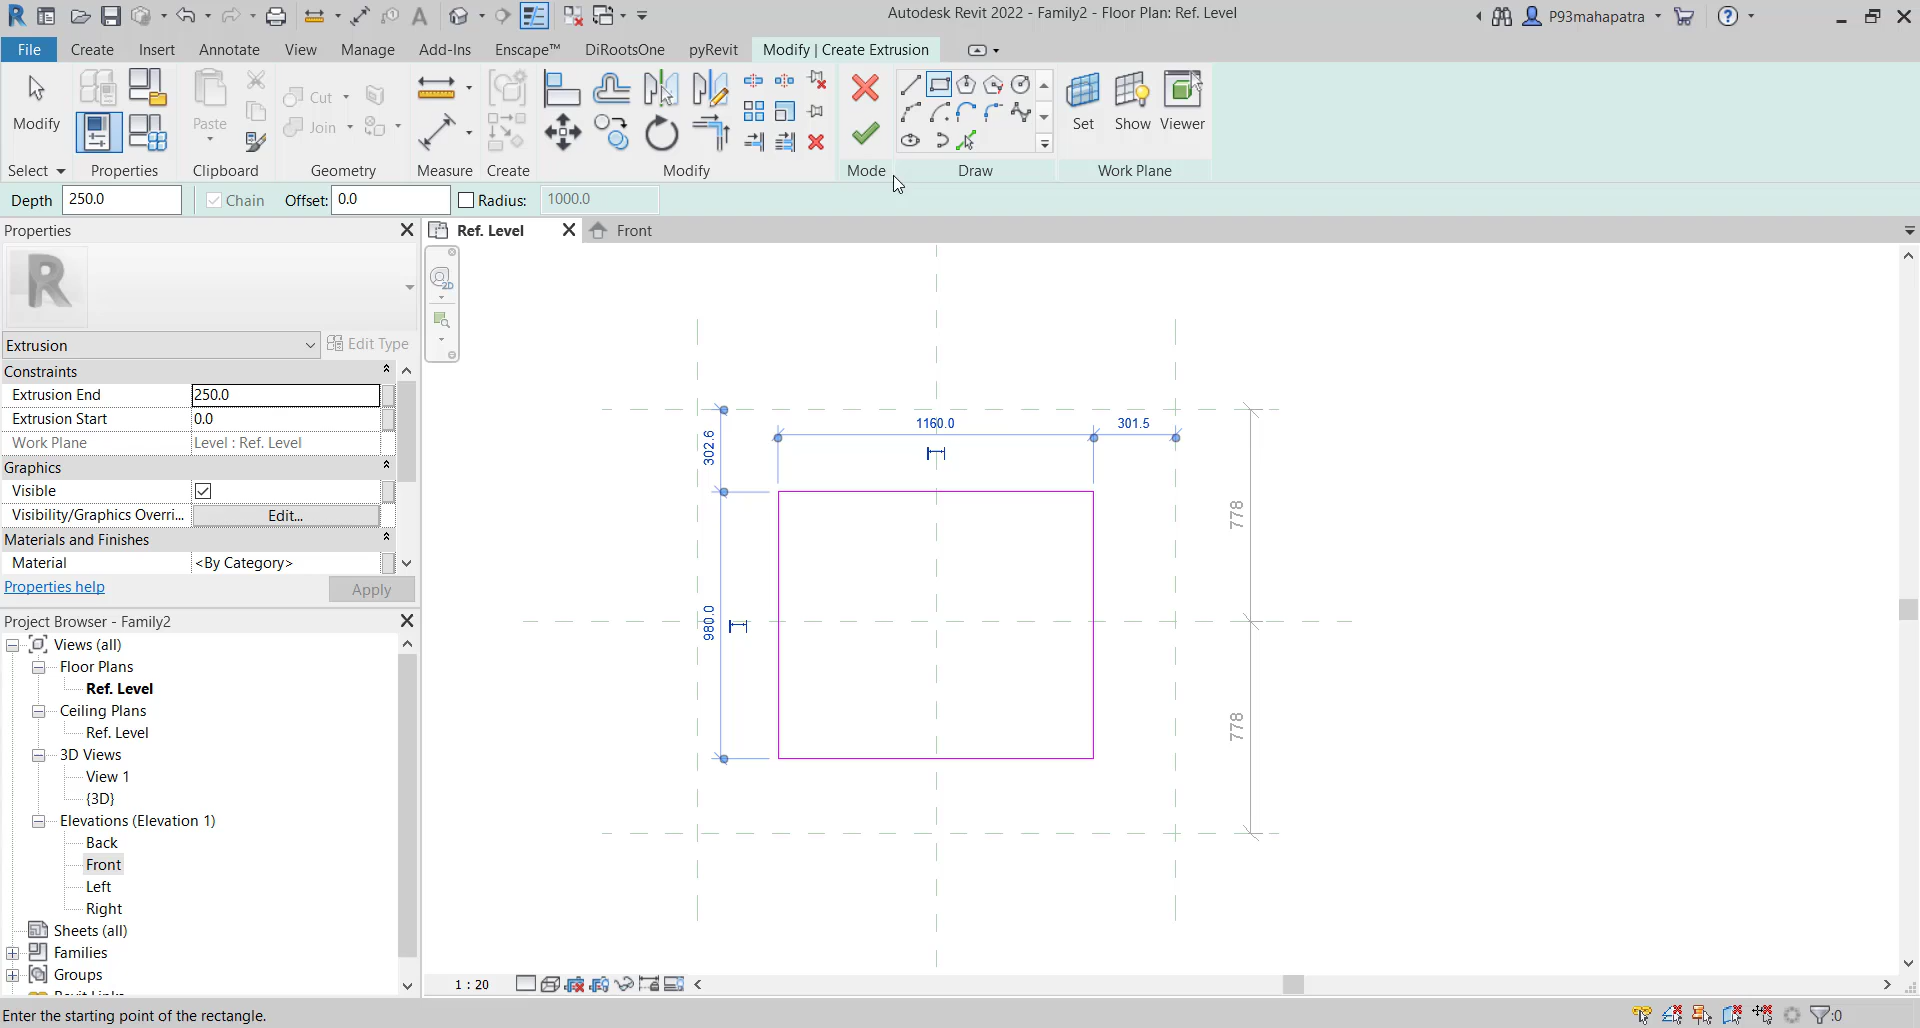 Autodesk Revit 2022 - Family2 - Floor Plan: Ref. Level
P93mahapatra
File Create Insert Annotate View Manage Add-Ins Enscape™ DiRootsOne pyRevit Modify | Create Extrusion
Modify
Paste
Cut
Join
Set Show Viewer
Select Properties Clipboard Geometry Measure Create Modify Mode Draw Work Plane
Depth 250.0 Chain Offset: 0.0 Radius: 1000.0
Properties
Ref. Level Front
R
2D
Extrusion Edit Type
Constraints
Extrusion End 250.0
Extrusion Start 0.0
Work Plane Level : Ref. Level
Graphics
Visible
Visibility/Graphics Overri... Edit...
Materials and Finishes
Material <By Category>
Properties help Apply
302.6
1160.0
301.5
980.0
778
778
Project Browser - Family2
Views (all)
Floor Plans
Ref. Level
Ceiling Plans
Ref. Level
3D Views
View 1
{3D}
Elevations (Elevation 1)
Back
Front
Left
Right
Sheets (all)
Families
Groups
1 : 20
Enter the starting point of the rectangle.
:0